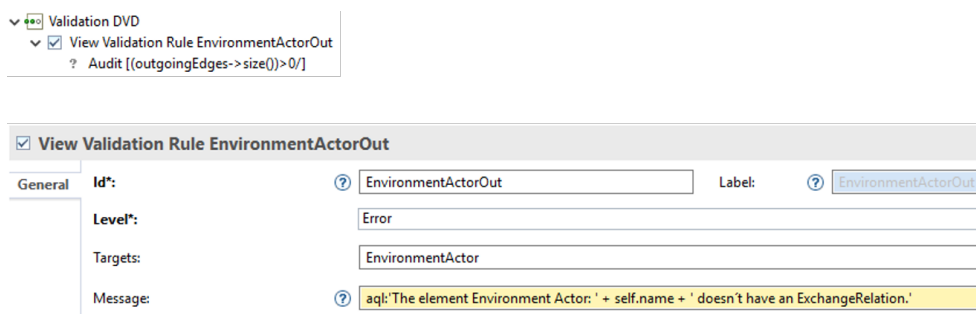 Validation DVD
View Validation Rule EnvironmentActorOut
? Audit [(outgoingEdges->size())>0/]
View Validation Rule EnvironmentActorOut
General
Id*: ? EnvironmentActorOut Label: ? EnvironmentActorOut
Level*: Error
Targets: EnvironmentActor
Message: ? aql:'The element Environment Actor: ' + self.name + ' doesn´t have an ExchangeRelation.'